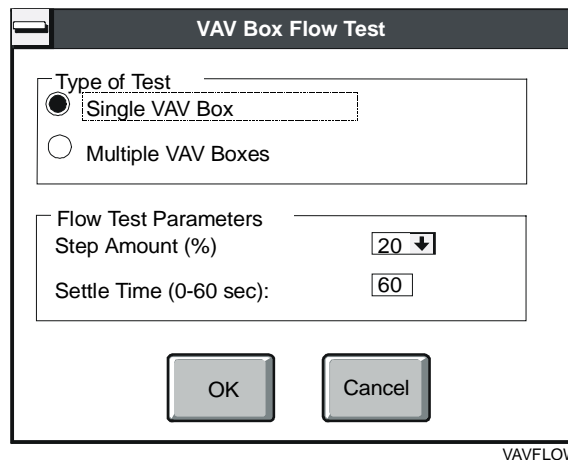 VAV Box Flow Test
Type of Test
Single VAV Box
Multiple VAV Boxes
Flow Test Parameters
Step Amount (%) 20
Settle Time (0-60 sec): 60
OK Cancel
VAVFLOW